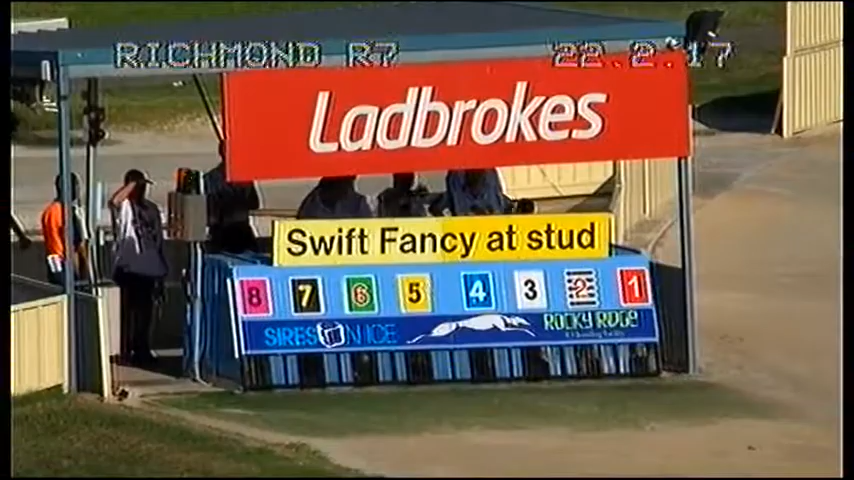 RICHMOND R7 22.2.17
Ladbrokes
Swift Fancy at stud
8 7 6 5 4 3 2 1
SIRES ON ICE
ROCKY RIDGE